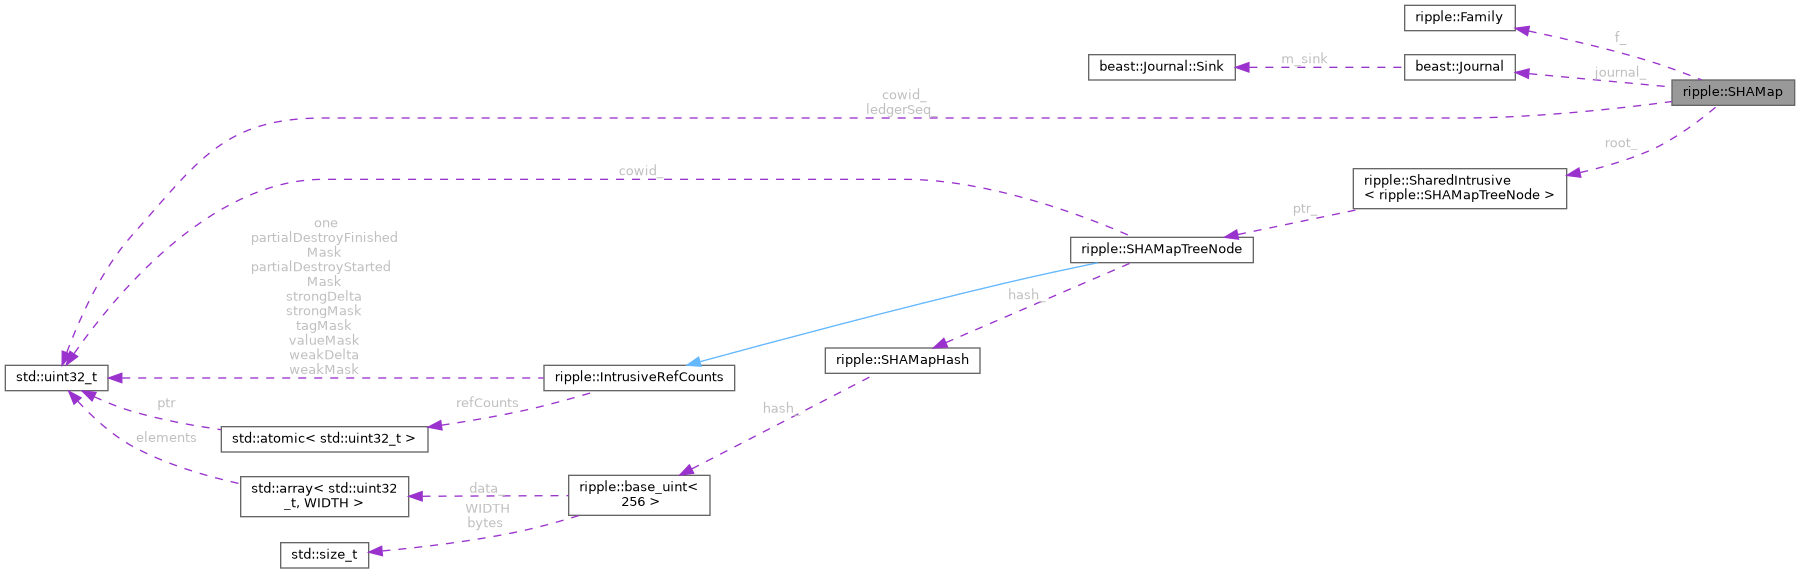 ripple::Family
f_
beast::Journal::Sink
m_sink
beast::Journal
journal_
ripple::SHAMap
cowid_
ledgerSeq_
root_
cowid_
ripple::SharedIntrusive
< ripple::SHAMapTreeNode >
ptr_
one
partialDestroyFinished
Mask
partialDestroyStarted
Mask
strongDelta
strongMask
tagMask
valueMask
weakDelta
weakMask
ripple::SHAMapTreeNode
hash_
ripple::SHAMapHash
std::uint32_t
ripple::IntrusiveRefCounts
ptr
refCounts
hash_
elements
std::atomic< std::uint32_t >
std::array< std::uint32
_t, WIDTH >
data_
ripple::base_uint<
256 >
WIDTH
bytes
std::size_t